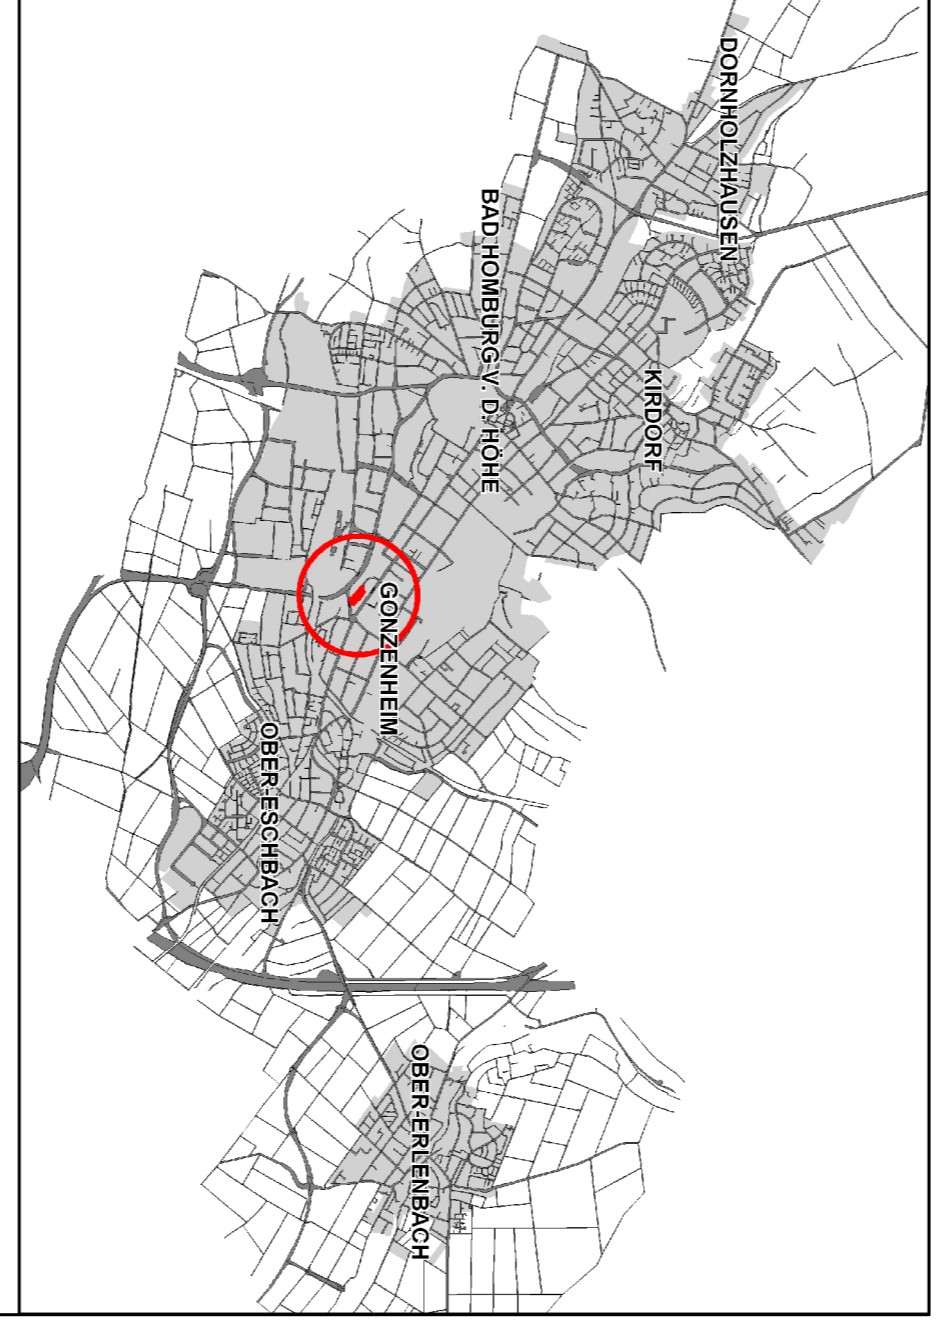 DORNHOLZHAUSEN
BAD HOMBURG V. D. HÖHE
KIRDORF
GONZENHEIM
OBER-ESCHBACH
OBER-ERLENBACH